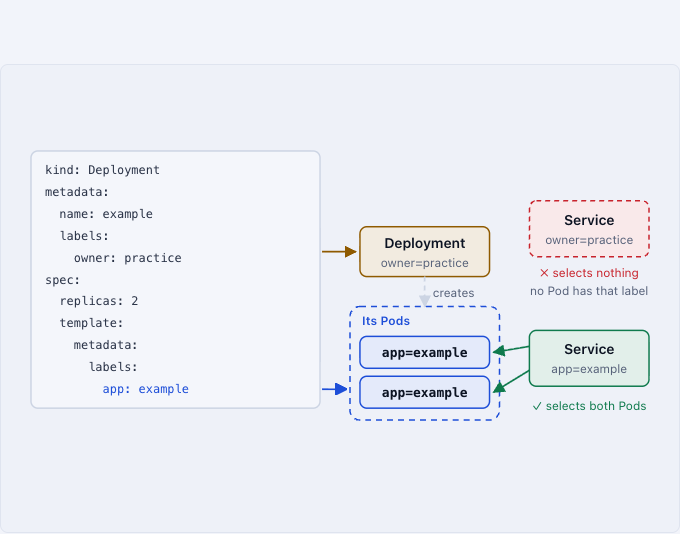 kind: Deployment
metadata:
  name: example
  labels:
    owner: practice
spec:
  replicas: 2
  template:
    metadata:
      labels:
        app: example
Deployment
owner=practice
creates
Its Pods
app=example
app=example
Service
owner=practice
✕ selects nothing
no Pod has that label
Service
app=example
✓ selects both Pods